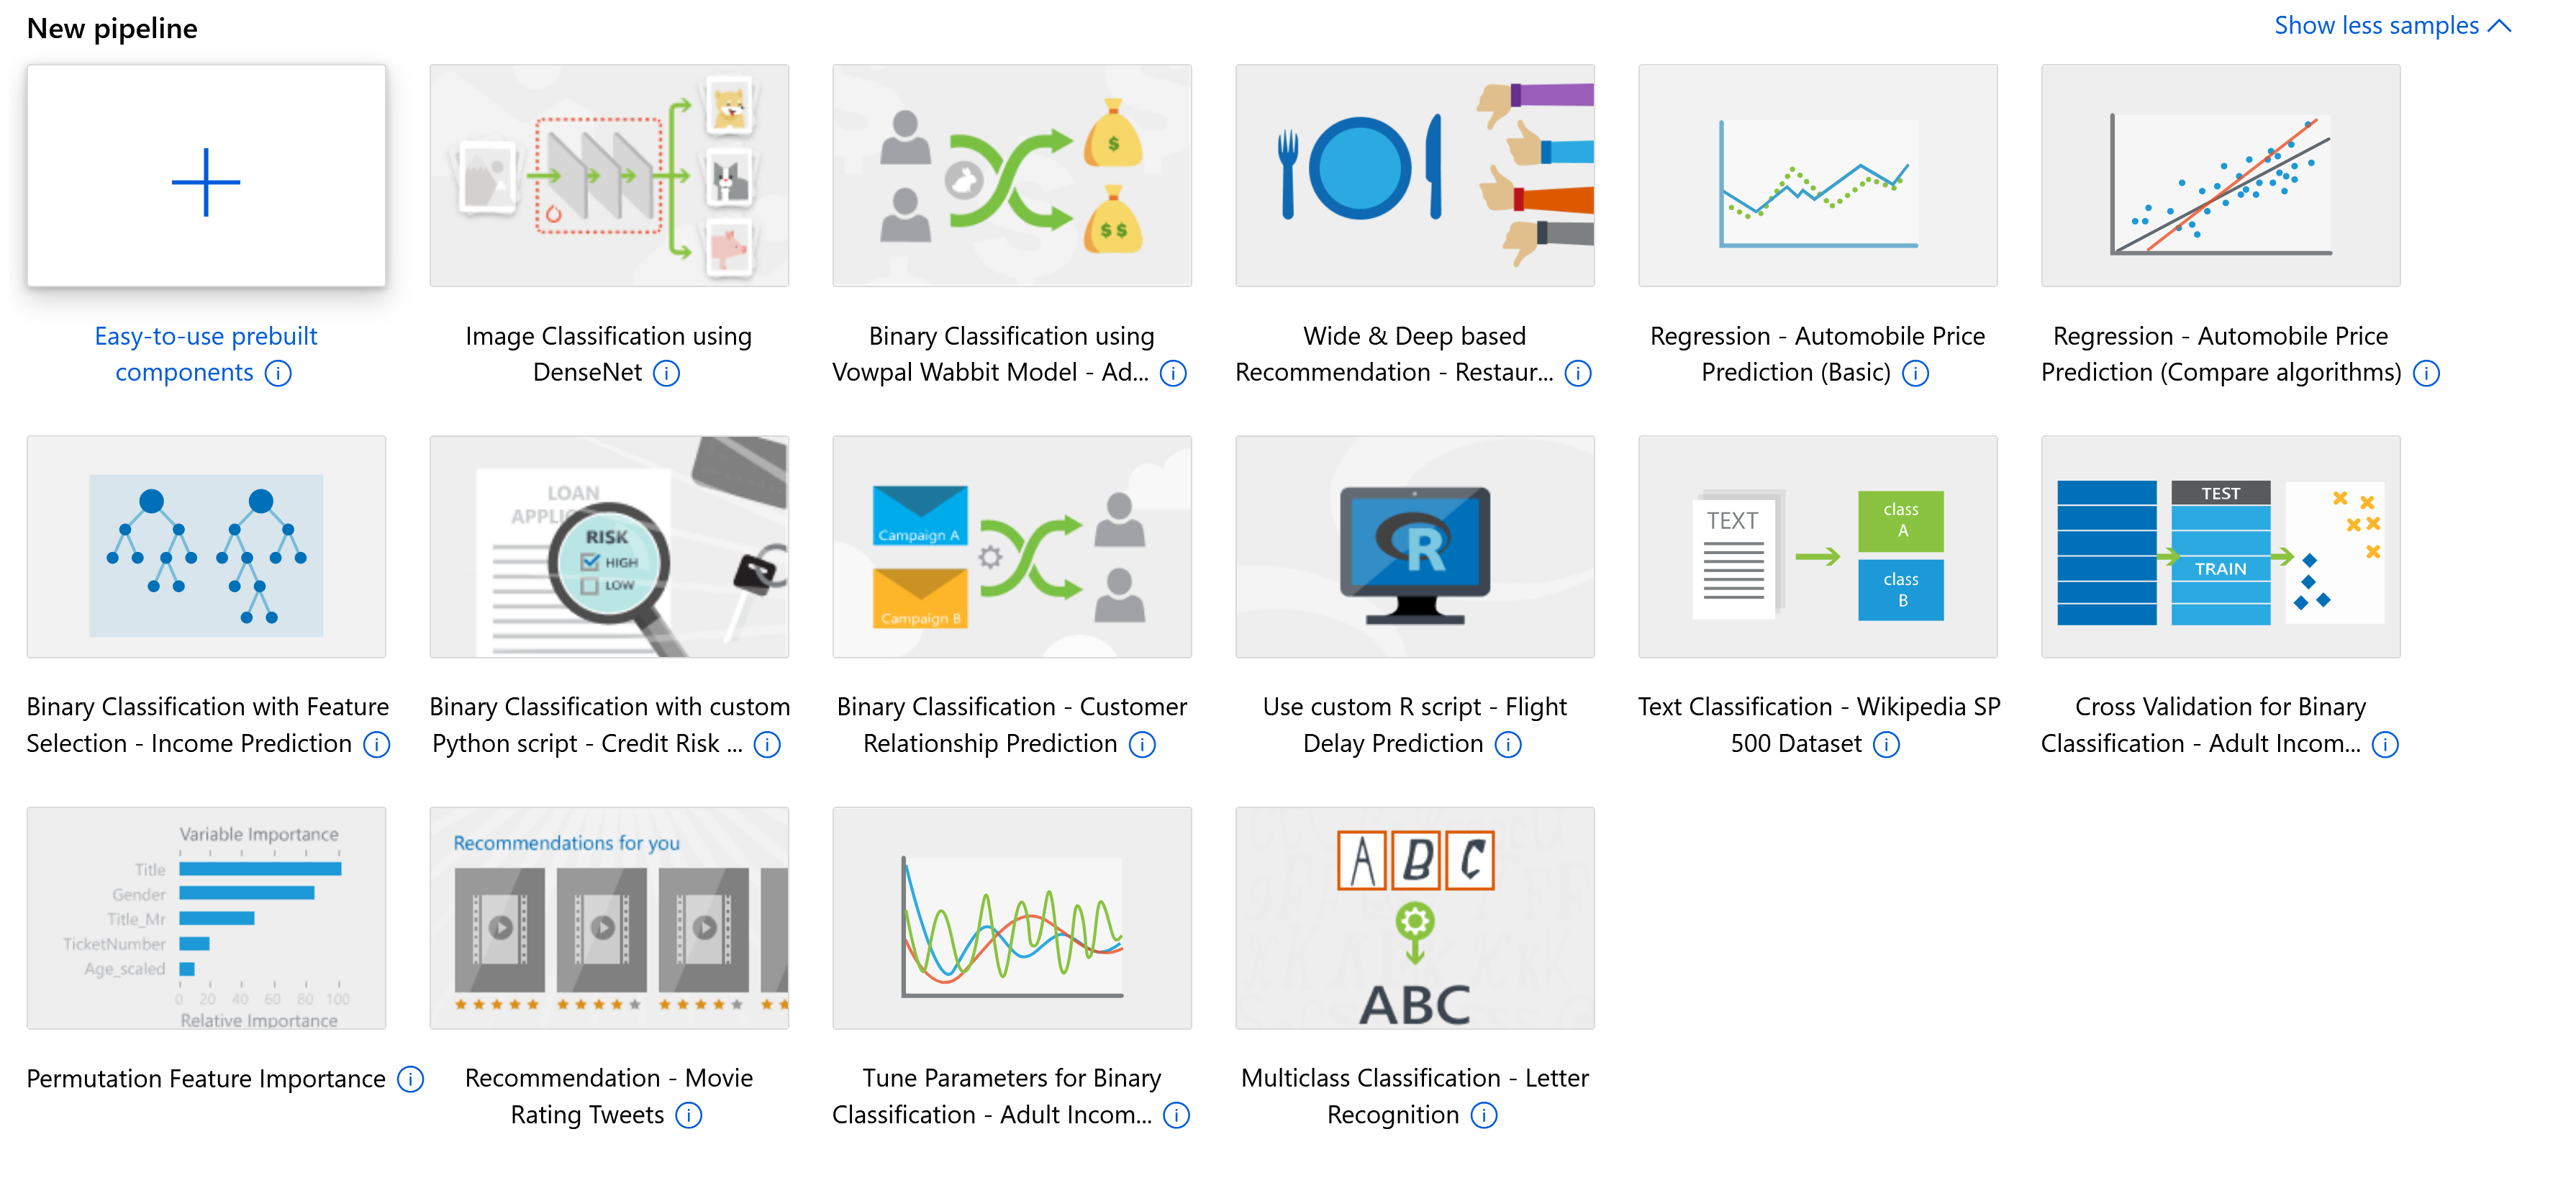 New pipeline
Show less samples
$
$$
Easy-to-use prebuilt
components
Image Classification using
DenseNet
Binary Classification using
Vowpal Wabbit Model - Ad...
Wide & Deep based
Recommendation - Restaur...
Regression - Automobile Price
Prediction (Basic)
Regression - Automobile Price
Prediction (Compare algorithms)
LOAN
APPLIC
RISK
HIGH
LOW
Campaign A
Campaign B
R
TEXT
class
A
class
B
TEST
TRAIN
Binary Classification with Feature
Selection - Income Prediction
Binary Classification with custom
Python script - Credit Risk ...
Binary Classification - Customer
Relationship Prediction
Use custom R script - Flight
Delay Prediction
Text Classification - Wikipedia SP
500 Dataset
Cross Validation for Binary
Classification - Adult Incom...
Variable Importance
Title
Gender
Title_Mr
TicketNumber
Age_scaled
0 20 40 60 80 100
Relative Importance
Recommendations for you
A B C
ABC
Permutation Feature Importance
Recommendation - Movie
Rating Tweets
Tune Parameters for Binary
Classification - Adult Incom...
Multiclass Classification - Letter
Recognition